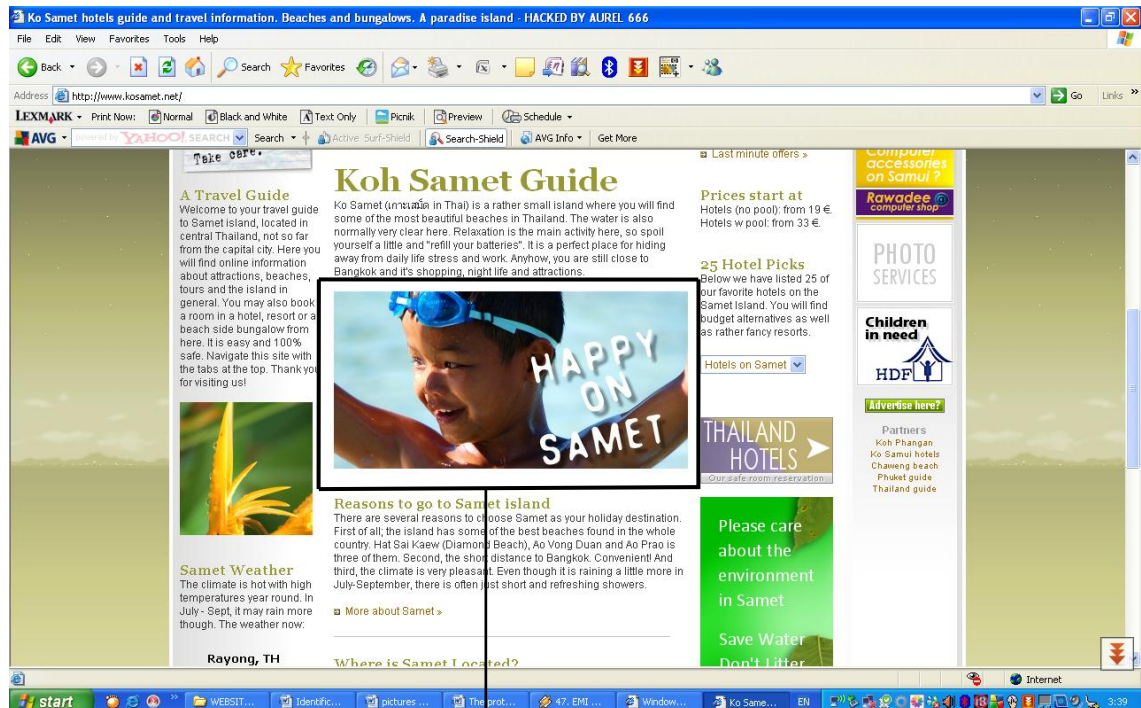 Ko Samet hotels guide and travel information. Beaches and bungalows. A paradise island - HACKED BY AUREL 666
File Edit View Favorites Tools Help
Back Search Favorites
Address http://www.kosamet.net/ Go Links »
LEXMARK Print Now: Normal Black and White Text Only Picnik Preview Schedule
AVG powered by YAHOO! SEARCH Search Active Surf-Shield Search-Shield AVG Info Get More
Take care.
A Travel Guide
Welcome to your travel guide
to Samet island, located in
central Thailand, not so far
from the capital city. Here you
will find online information
about attractions, beaches,
tours and the island in
general. You may also book
a room in a hotel, resort or a
beach side bungalow from
here. It is easy and 100%
safe. Navigate this site with
the tabs at the top. Thank you
for visiting us!
Samet Weather
The climate is hot with high
temperatures year round. In
July - Sept, it may rain more
though. The weather now:
Rayong, TH
Koh Samet Guide
Ko Samet (เกาะเสม็ด in Thai) is a rather small island where you will find
some of the most beautiful beaches in Thailand. The water is also
normally very clear here. Relaxation is the main activity here, so spoil
yourself a little and "refill your batteries". It is a perfect place for hiding
away from daily life stress and work. Anyhow, you are still close to
Bangkok and it's shopping, night life and attractions.
HAPPY
ON
SAMET
Reasons to go to Samet island
There are several reasons to choose Samet as your holiday destination.
First of all; the island has some of the best beaches found in the whole
country. Hat Sai Kaew (Diamond Beach), Ao Vong Duan and Ao Prao is
three of them. Second, the short distance to Bangkok. Convenient! And
third, the climate is very pleasant. Even though it is raining a little more in
July-September, there is often just short and refreshing showers.
More about Samet »
Where is Samet Located?
Last minute offers »
Prices start at
Hotels (no pool): from 19 €.
Hotels w pool: from 33 €.
25 Hotel Picks
Below we have listed 25 of
our favorite hotels on the
Samet Island. You will find
budget alternatives as well
as rather fancy resorts.
Hotels on Samet
THAILAND
HOTELS
Our safe room reservation
Please care
about the
environment
in Samet
Save Water
Don't Litter
Computer
accessories
on Samui ?
Rawadee
computer shop
PHOTO
SERVICES
Children
in need
HDF
Advertise here?
Partners
Koh Phangan
Ko Samui hotels
Chaweng beach
Phuket guide
Thailand guide
Internet
start » WEBSIT... Identific... pictures ... The prot... 47. EMI ... Window... Ko Same... EN 3:39